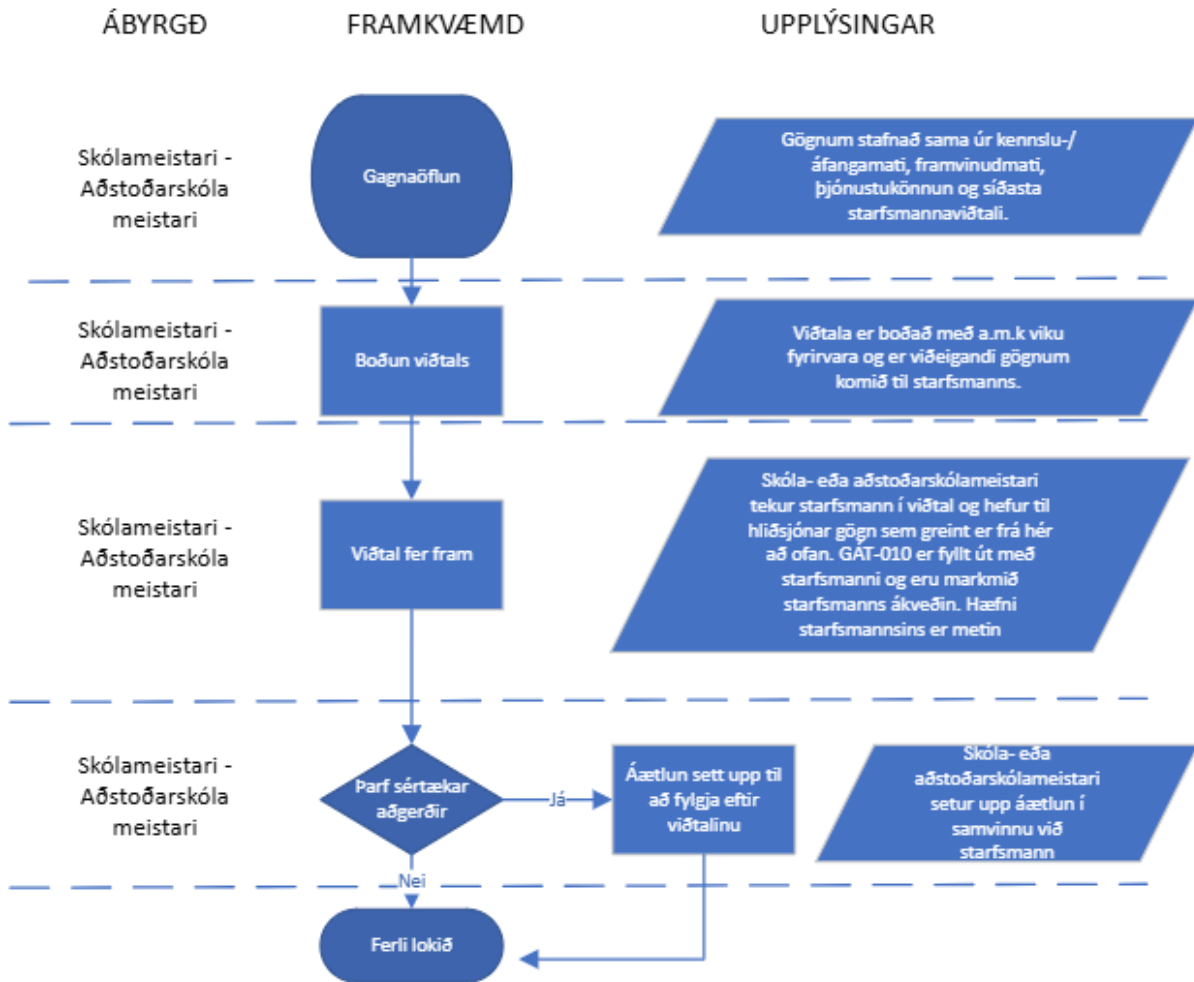 ÁBYRGÐ
FRAMKVÆMD
UPPLÝSINGAR
Skólameistari -
Aðstoðarskóla
meistari
Gagnaöflun
Gögnum stafnað sama úr kennslu-/
áfangamati, framvinudmati,
þjónustukönnun og síðasta
starfsmannaviðtali.
Skólameistari -
Aðstoðarskóla
meistari
Boðun viðtals
Viðtala er boðað með a.m.k viku
fyrirvara og er viðeigandi gögnum
komið til starfsmanns.
Skólameistari -
Aðstoðarskóla
meistari
Viðtal fer fram
Skóla- eða aðstoðarskólameistari
tekur starfsmann í viðtal og hefur til
hliðsjónar gögn sem greint er frá hér
að ofan. GÁT-010 er fyllt út með
starfsmanni og eru markmið
starfsmanns ákveðin. Hæfni
starfsmannsins er metin
Skólameistari -
Aðstoðarskóla
meistari
Þarf sértækar
aðgerðir
Já
Áætlun sett upp til
að fylgja eftir
viðtalinu
Skóla- eða
aðstoðarskólameistari
setur upp áætlun í
samvinnu við
starfsmann
Nei
Ferli lokið